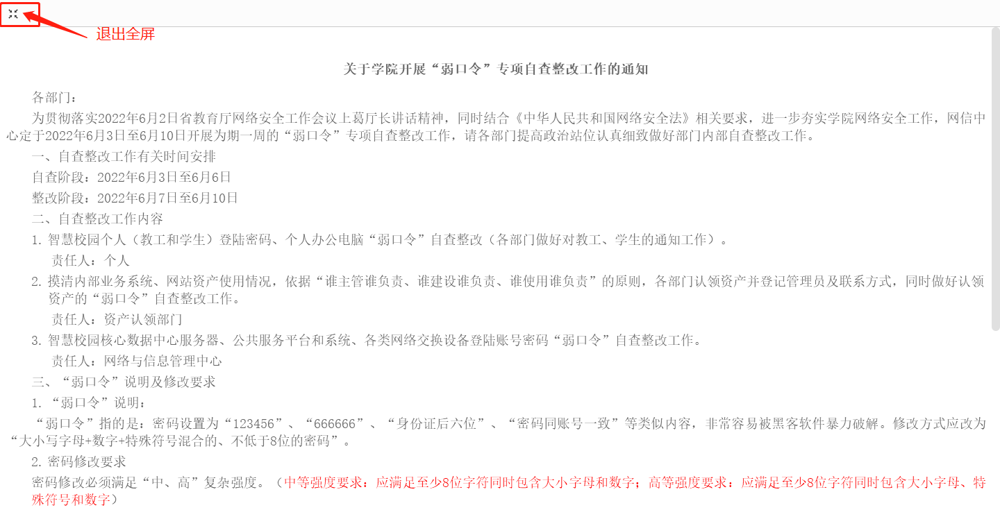 退出全屏
关于学院开展“弱口令”专项自查整改工作的通知
各部门：
为贯彻落实2022年6月2日省教育厅网络安全工作会议上葛厅长讲话精神，同时结合《中华人民共和国网络安全法》相关要求，进一步夯实学院网络安全工作，网信中
心定于2022年6月3日至6月10日开展为期一周的“弱口令”专项自查整改工作，请各部门提高政治站位认真细致做好部门内部自查整改工作。
一、自查整改工作有关时间安排
自查阶段：2022年6月3日至6月6日
整改阶段：2022年6月7日至6月10日
二、自查整改工作内容
1. 智慧校园个人（教工和学生）登陆密码、个人办公电脑“弱口令”自查整改（各部门做好对教工、学生的通知工作）。
责任人：个人
2. 摸清内部业务系统、网站资产使用情况，依据“谁主管谁负责、谁建设谁负责、谁使用谁负责”的原则，各部门认领资产并登记管理员及联系方式，同时做好认领
资产的“弱口令”自查整改工作。
责任人：资产认领部门
3. 智慧校园核心数据中心服务器、公共服务平台和系统、各类网络交换设备登陆账号密码“弱口令”自查整改工作。
责任人：网络与信息管理中心
三、“弱口令”说明及修改要求
1. “弱口令”说明：
“弱口令”指的是：密码设置为“123456”、“666666”、“身份证后六位”、“密码同账号一致”等类似内容，非常容易被黑客软件暴力破解。修改方式应改为
“大小写字母+数字+特殊符号混合的、不低于8位的密码”。
2. 密码修改要求
密码修改必须满足“中、高”复杂强度。（中等强度要求：应满足至少8位字符同时包含大小字母和数字；高等强度要求：应满足至少8位字符同时包含大小字母、特
殊符号和数字）